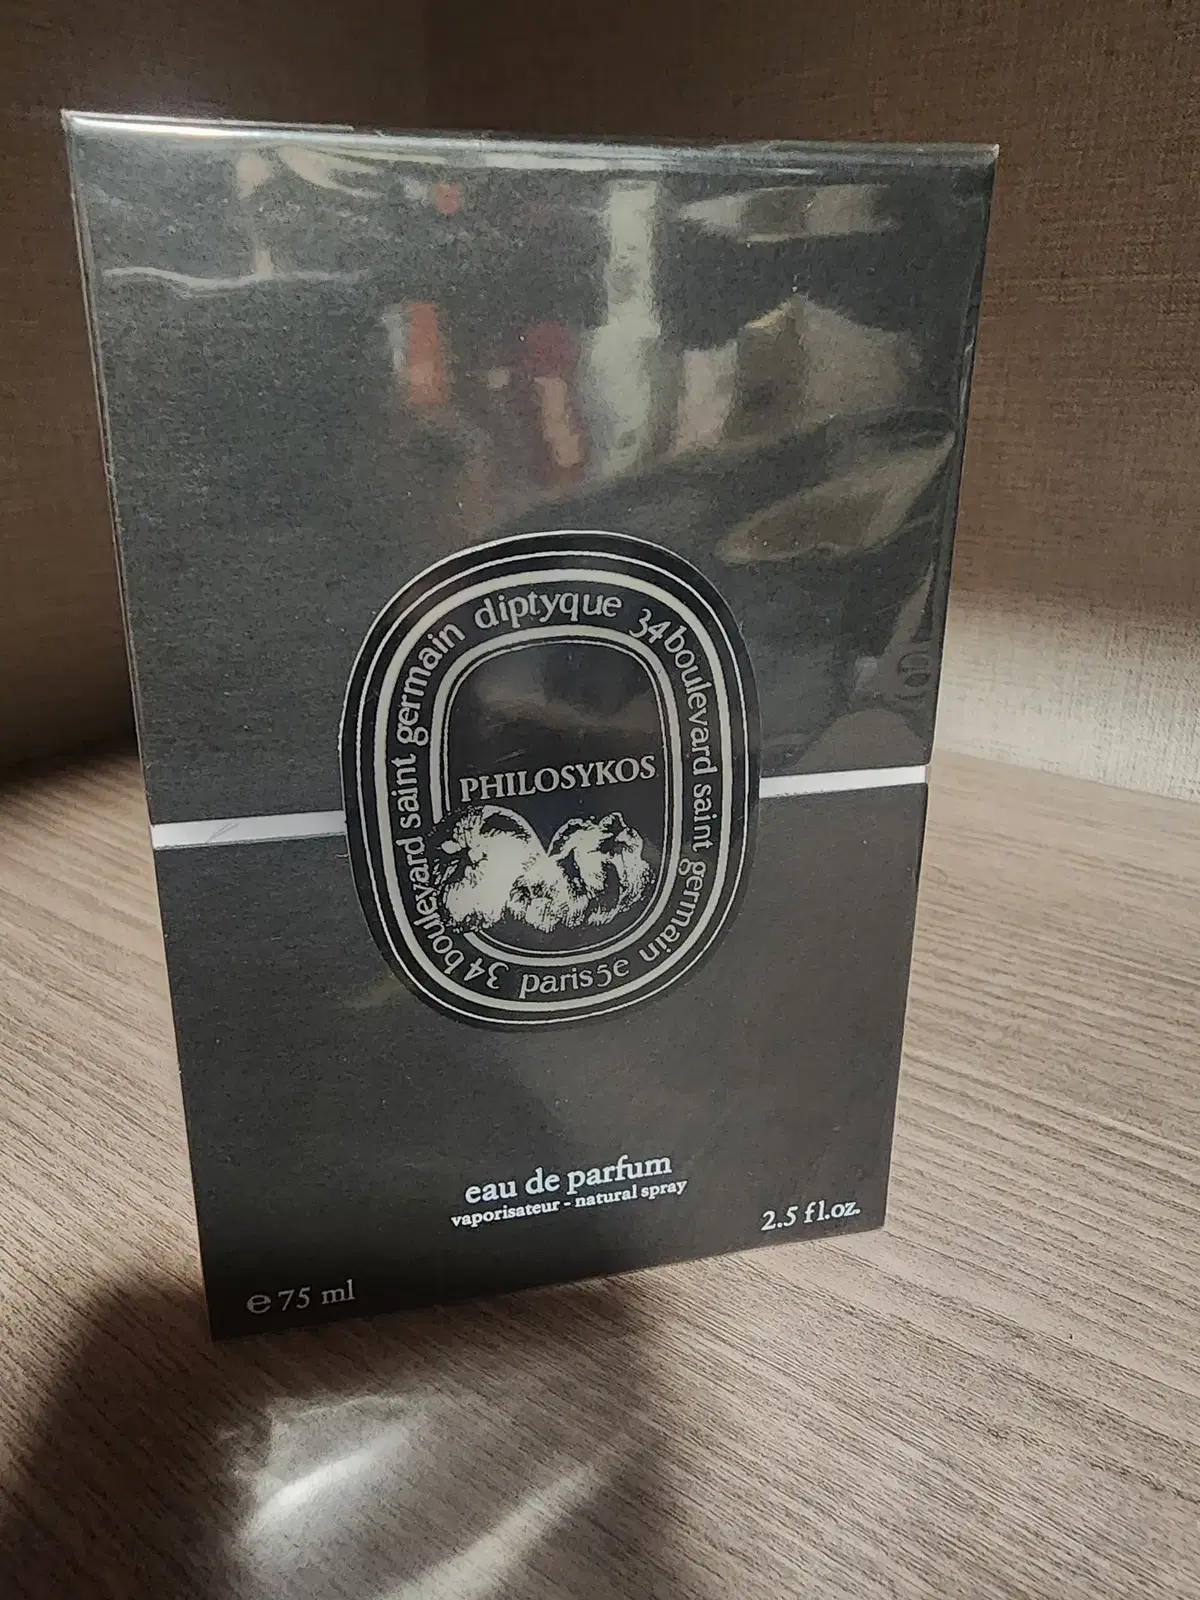 diptyque 34 boulevard saint germain paris 5e 34 boulevard saint germain
PHILOSYKOS
eau de parfum
vaporisateur - natural spray
2.5 fl.oz.
e 75 ml